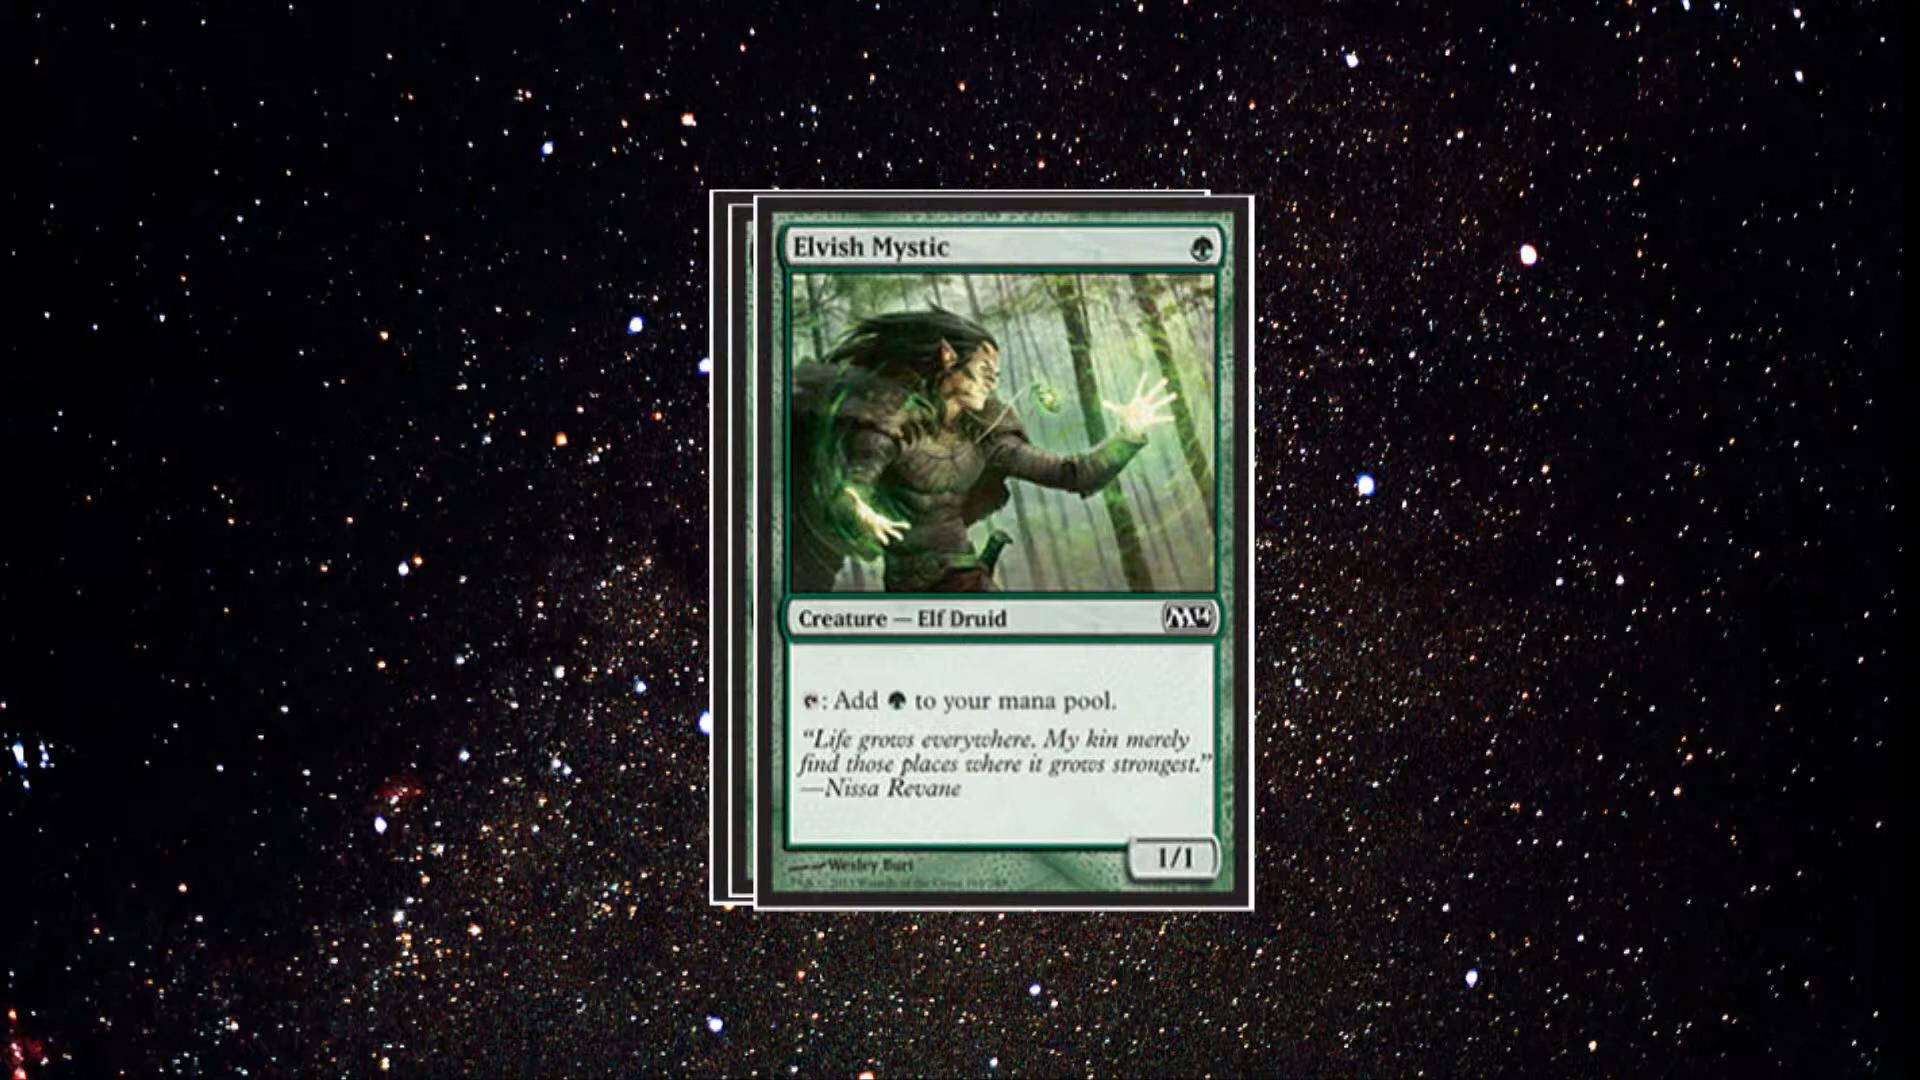 Elvish Mystic
Creature — Elf Druid
M14
: Add to your mana pool.
“Life grows everywhere. My kin merely
find those places where it grows strongest.”
—Nissa Revane
1/1
Wesley Burt